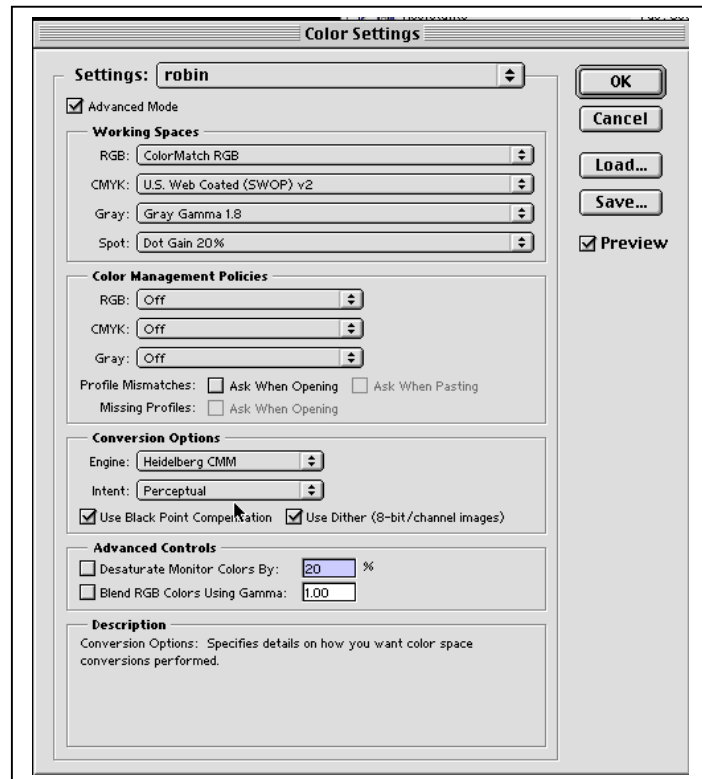 Color Settings
Settings: robin
OK
Advanced Mode
Cancel
Working Spaces
RGB: ColorMatch RGB
Load...
CMYK: U.S. Web Coated (SWOP) v2
Save...
Gray: Gray Gamma 1.8
Spot: Dot Gain 20%
Preview
Color Management Policies
RGB: Off
CMYK: Off
Gray: Off
Profile Mismatches: Ask When Opening Ask When Pasting
Missing Profiles: Ask When Opening
Conversion Options
Engine: Heidelberg CMM
Intent: Perceptual
Use Black Point Compensation Use Dither (8-bit/channel images)
Advanced Controls
Desaturate Monitor Colors By: 20 %
Blend RGB Colors Using Gamma: 1.00
Description
Conversion Options: Specifies details on how you want color space
conversions performed.